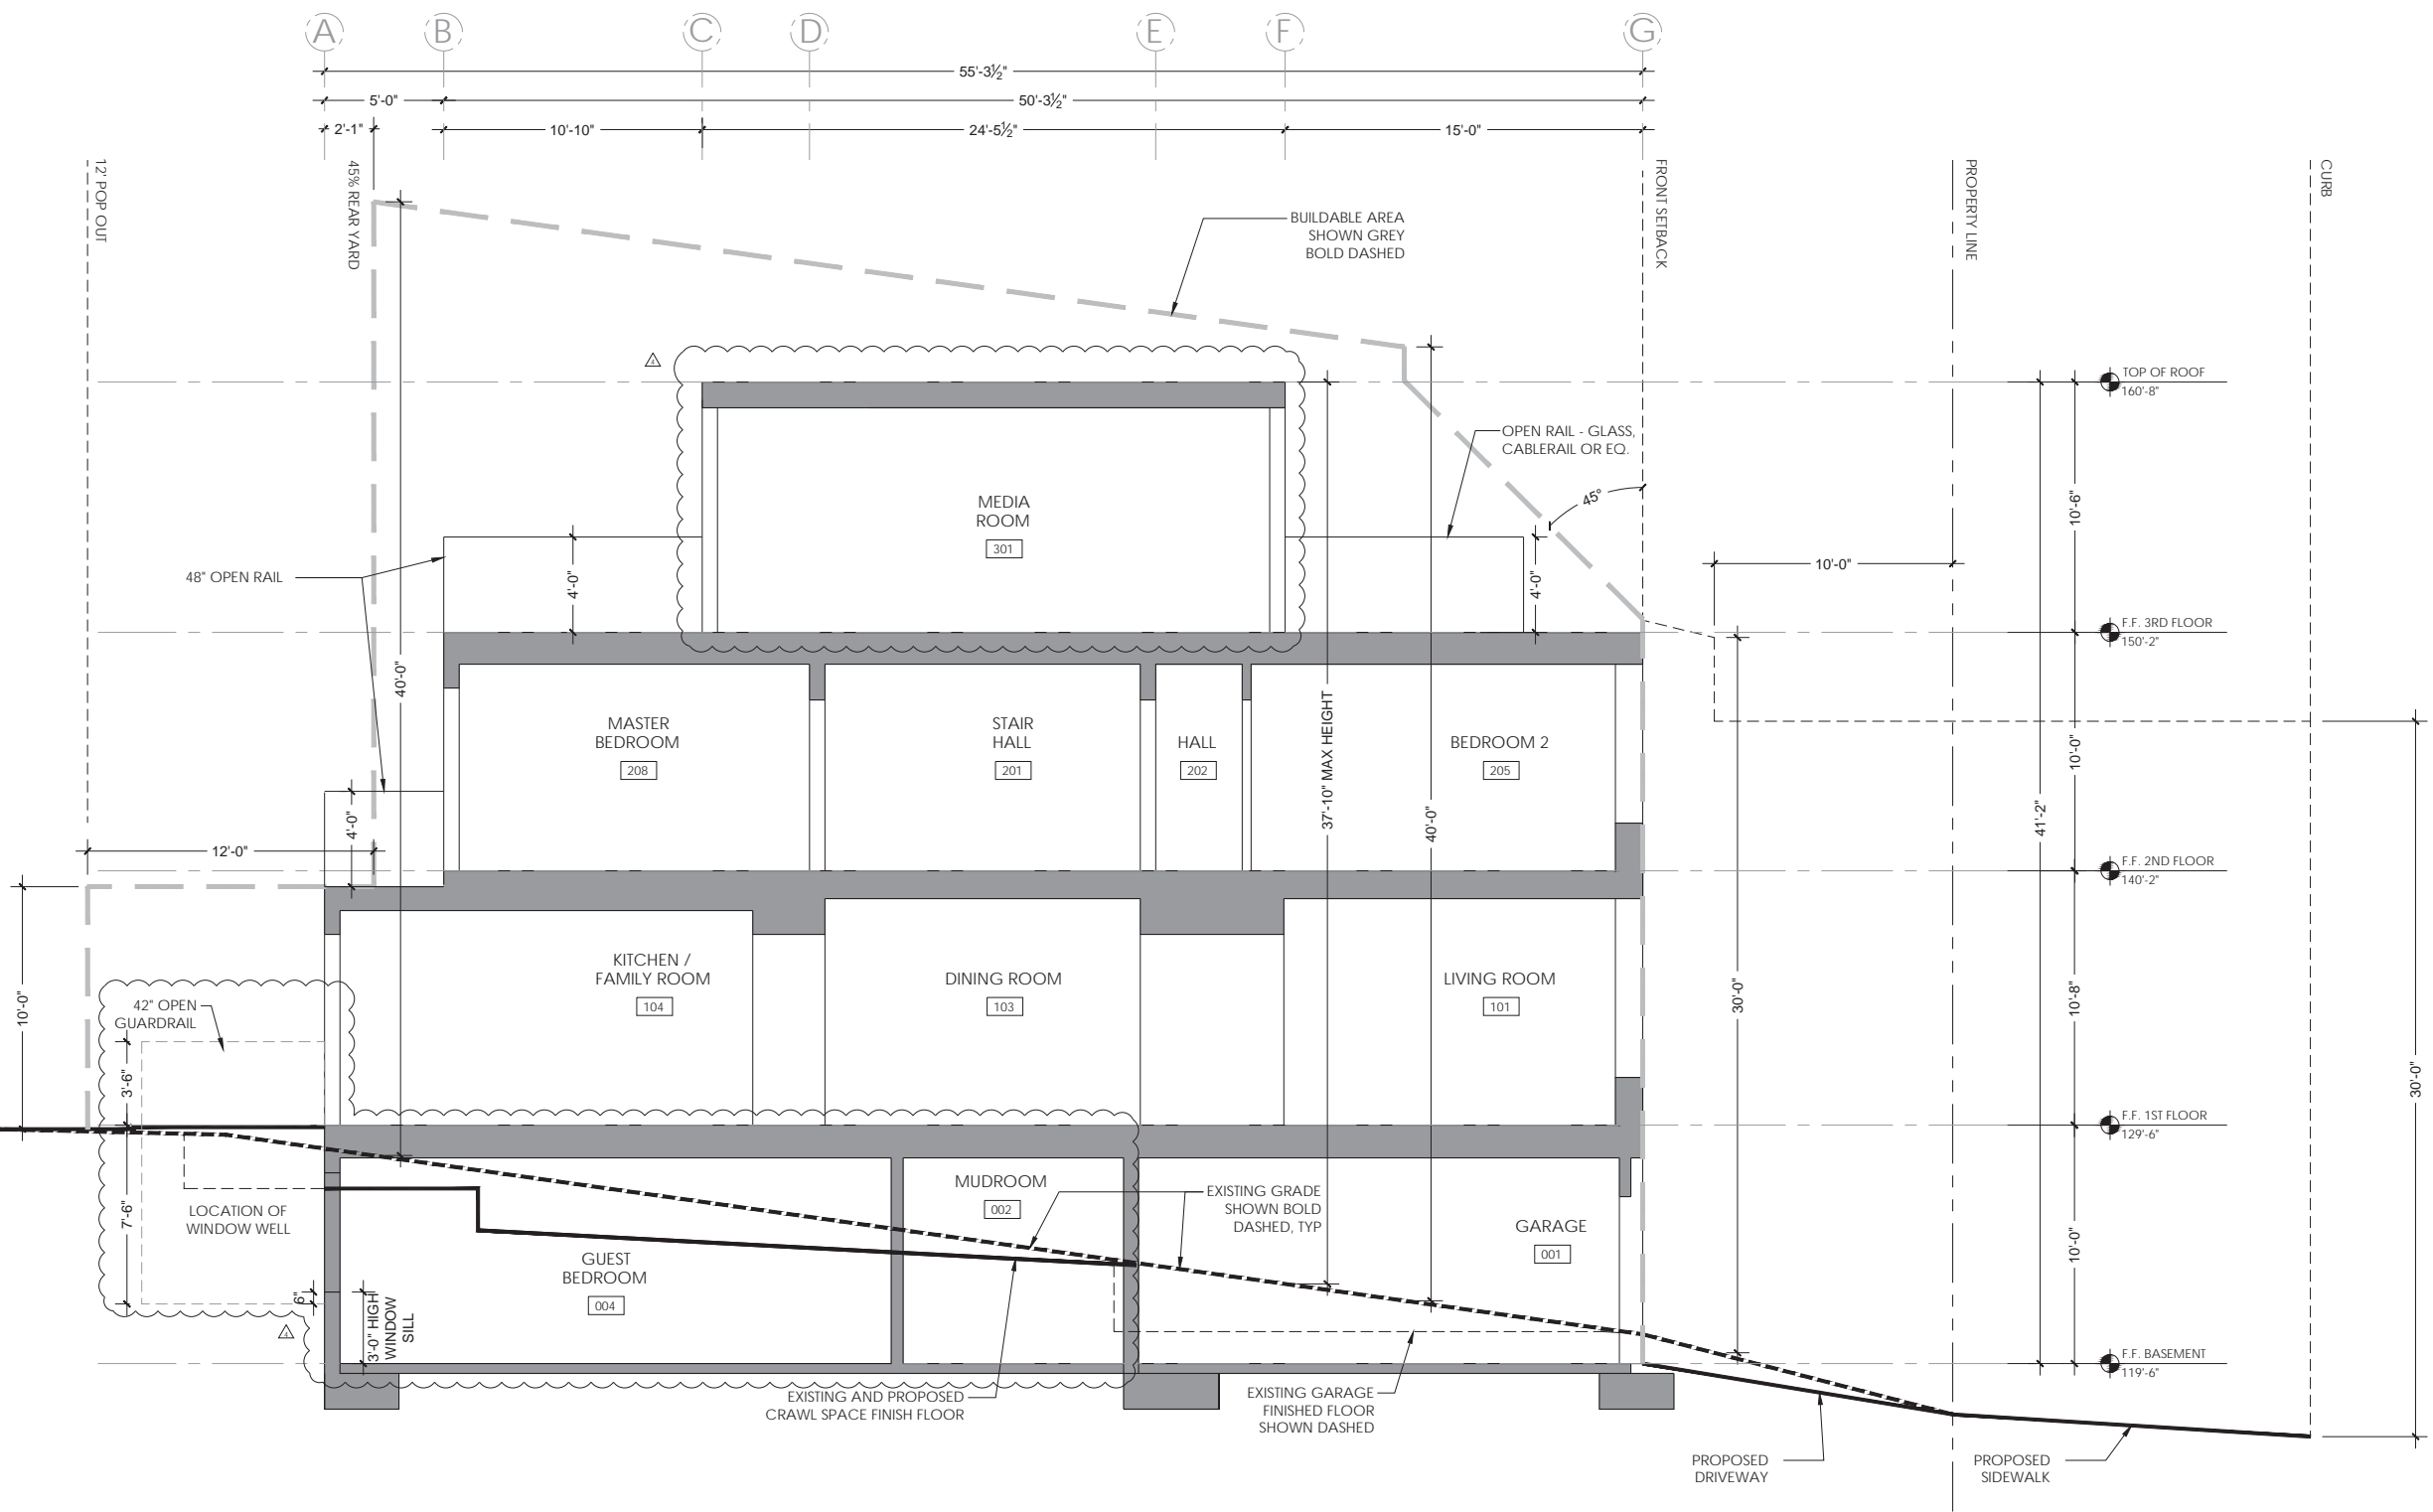 A
B
C
D
E
F
G
55'-3½"
5'-0"
50'-3½"
2'-1"
10'-10"
24'-5½"
15'-0"
12' POP OUT
45% REAR YARD
FRONT SETBACK
PROPERTY LINE
CURB
BUILDABLE AREA
SHOWN GREY
BOLD DASHED
4
TOP OF ROOF
160'-8"
OPEN RAIL - GLASS,
CABLERAIL OR EQ.
45°
MEDIA
ROOM
301
10'-6"
10'-0"
48" OPEN RAIL
4'-0"
4'-0"
40'-0"
F.F. 3RD FLOOR
150'-2"
MASTER
BEDROOM
208
STAIR
HALL
201
HALL
202
37'-10" MAX HEIGHT
40'-0"
BEDROOM 2
205
10'-0"
41'-2"
4'-0"
12'-0"
F.F. 2ND FLOOR
140'-2"
10'-0"
KITCHEN /
FAMILY ROOM
104
DINING ROOM
103
LIVING ROOM
101
30'-0"
10'-8"
30'-0"
42" OPEN
GUARDRAIL
3'-6"
F.F. 1ST FLOOR
129'-6"
LOCATION OF
WINDOW WELL
7'-6"
MUDROOM
002
EXISTING GRADE
SHOWN BOLD
DASHED, TYP
GARAGE
001
10'-0"
GUEST
BEDROOM
004
6"
3'-0" HIGH
WINDOW
SILL
4
F.F. BASEMENT
119'-6"
EXISTING AND PROPOSED
CRAWL SPACE FINISH FLOOR
EXISTING GARAGE
FINISHED FLOOR
SHOWN DASHED
PROPOSED
DRIVEWAY
PROPOSED
SIDEWALK